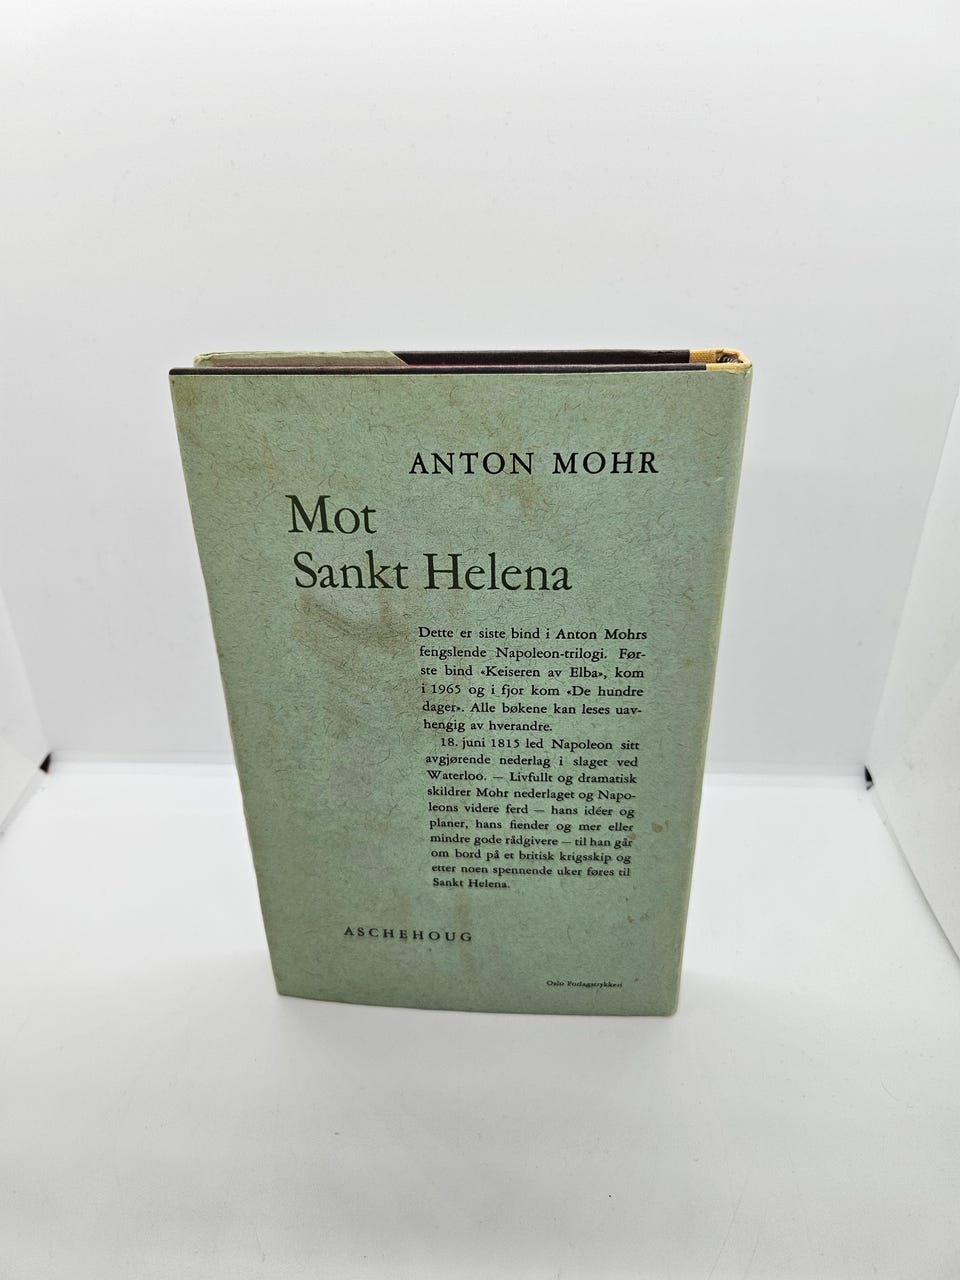 ANTON MOHR
Mot
Sankt Helena
Dette er siste bind i Anton Mohrs
fengslende Napoleon-trilogi. Før-
ste bind «Keiseren av Elba», kom
i 1965 og i fjor kom «De hundre
dager». Alle bøkene kan leses uav-
hengig av hverandre.
18. juni 1815 led Napoleon sitt
avgjørende nederlag i slaget ved
Waterloo. — Livfullt og dramatisk
skildrer Mohr nederlaget og Napo-
leons videre ferd — hans idéer og
planer, hans fiender og mer eller
mindre gode rådgivere — til han går
om bord på et britisk krigsskip og
etter noen spennende uker føres til
Sankt Helena.
ASCHEHOUG
Oslo Forlagstrykkeri